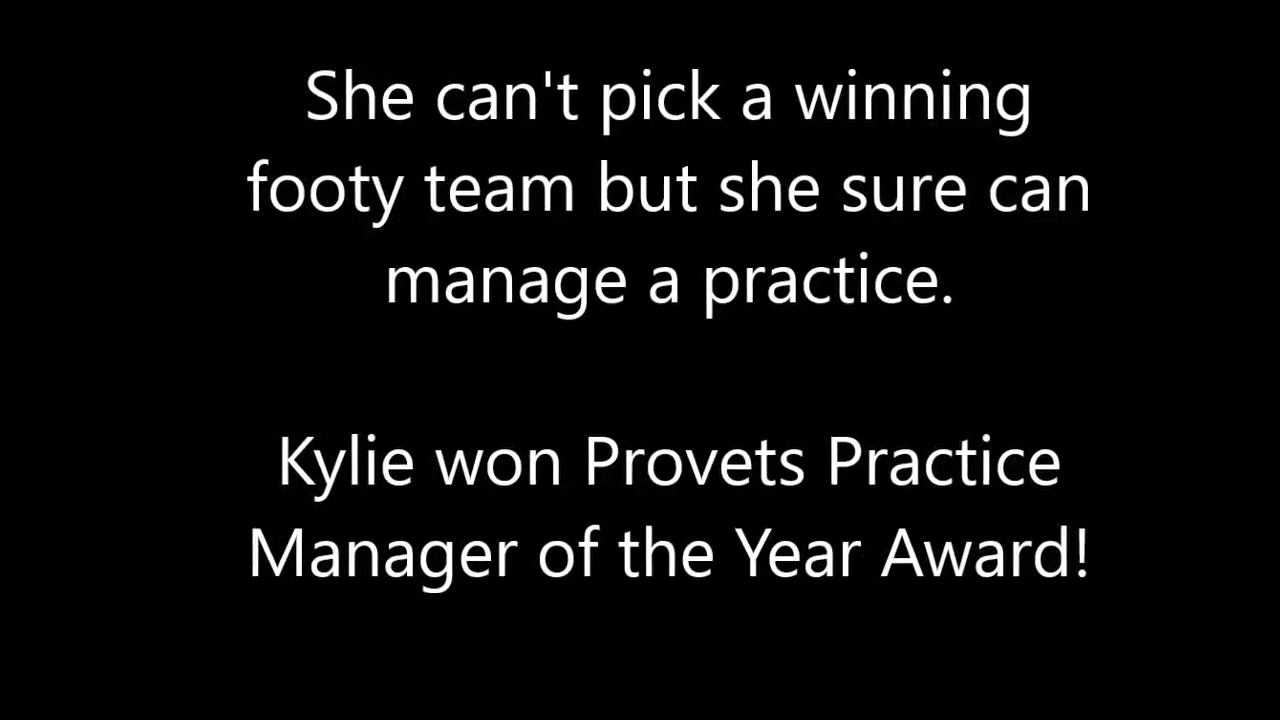 She can't pick a winning
footy team but she sure can
manage a practice.
Kylie won Provets Practice
Manager of the Year Award!